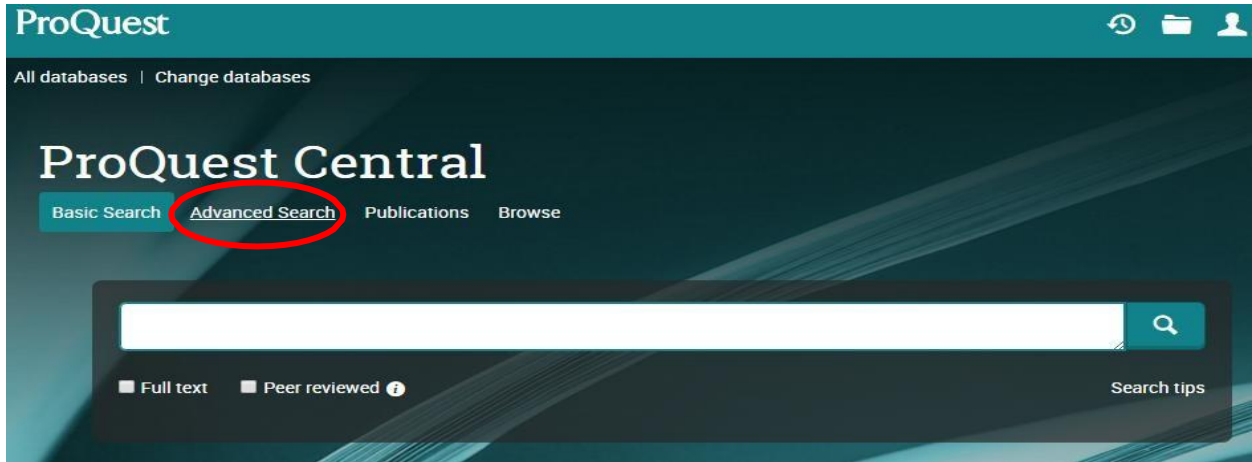 ProQuest
All databases | Change databases
ProQuest Central
Basic Search Advanced Search Publications Browse
Full text Peer reviewed Search tips